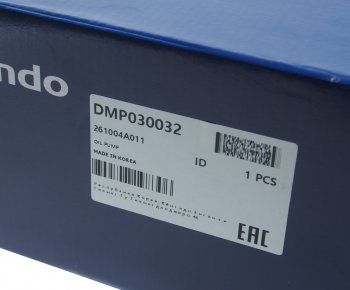 ndo
DMP030032
261004A011
OIL PUMP
MADE IN KOREA
ID
1 PCS
EAC